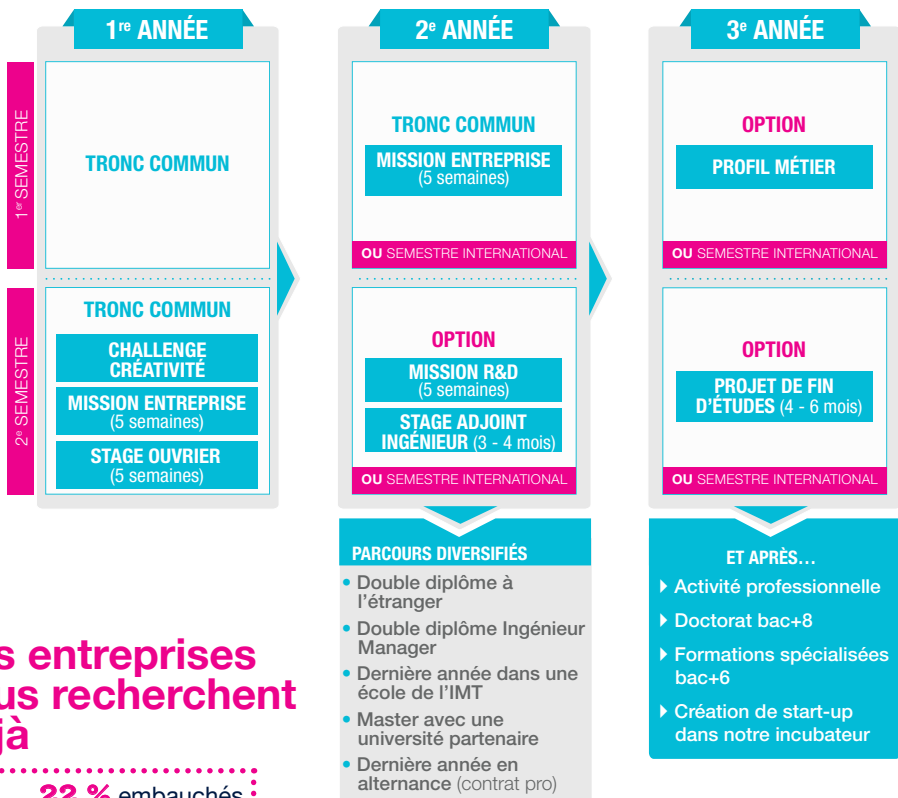 1re ANNÉE
1er SEMESTRE
TRONC COMMUN
2e SEMESTRE
TRONC COMMUN
CHALLENGE
CRÉATIVITÉ
MISSION ENTREPRISE
(5 semaines)
STAGE OUVRIER
(5 semaines)
2e ANNÉE
TRONC COMMUN
MISSION ENTREPRISE
(5 semaines)
OU SEMESTRE INTERNATIONAL
OPTION
MISSION R&D
(5 semaines)
STAGE ADJOINT
INGÉNIEUR (3 - 4 mois)
OU SEMESTRE INTERNATIONAL
PARCOURS DIVERSIFIÉS
• Double diplôme à
l'étranger
• Double diplôme Ingénieur
Manager
• Dernière année dans une
école de l'IMT
• Master avec une
université partenaire
• Dernière année en
alternance (contrat pro)
3e ANNÉE
OPTION
PROFIL MÉTIER
OU SEMESTRE INTERNATIONAL
OPTION
PROJET DE FIN
D'ÉTUDES (4 - 6 mois)
OU SEMESTRE INTERNATIONAL
ET APRÈS...
Activité professionnelle
Doctorat bac+8
Formations spécialisées
bac+6
Création de start-up
dans notre incubateur
s entreprises
us recherchent
jà
22 % embauchés